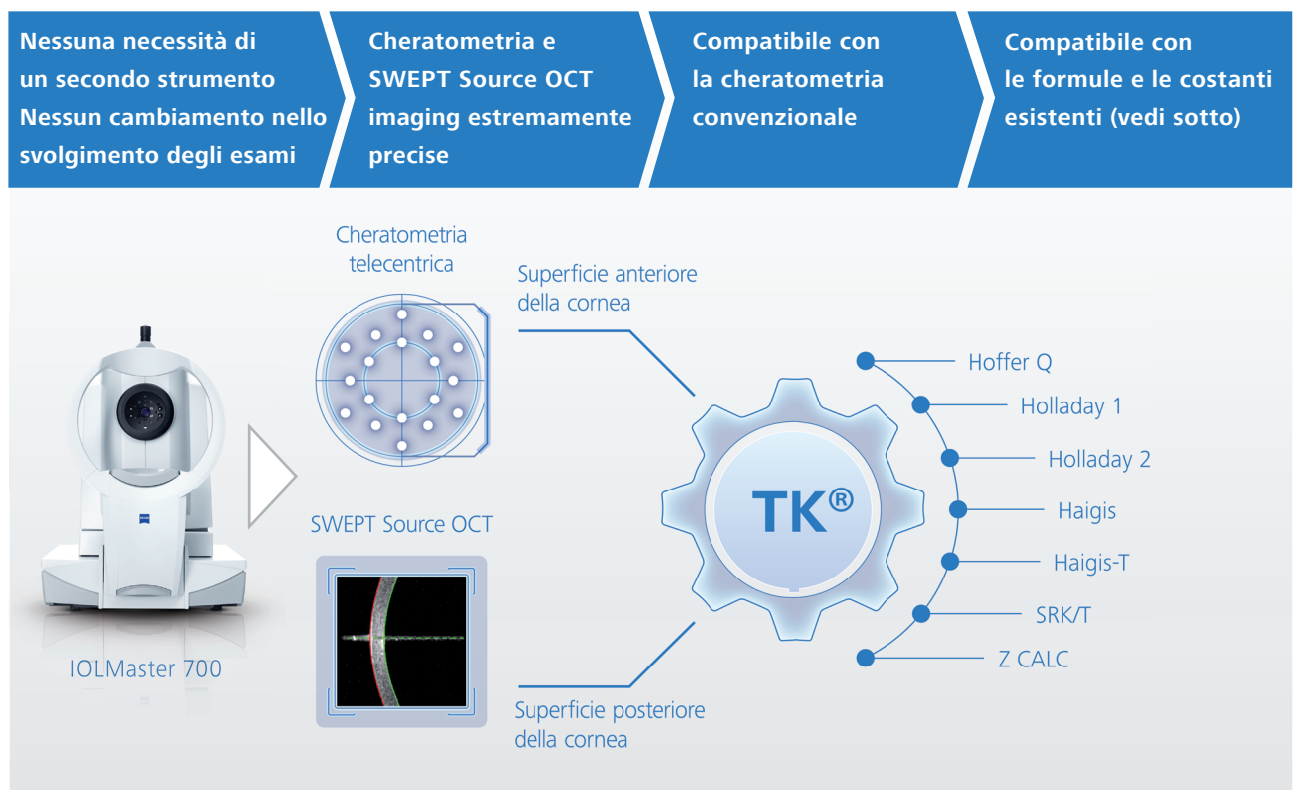 Nessuna necessità di
un secondo strumento
Nessun cambiamento nello
svolgimento degli esami
Cheratometria e
SWEPT Source OCT
imaging estremamente
precise
Compatibile con
la cheratometria
convenzionale
Compatibile con
le formule e le costanti
esistenti (vedi sotto)
Cheratometria
telecentrica
Superficie anteriore
della cornea
SWEPT Source OCT
IOLMaster 700
TK®
Superficie posteriore
della cornea
Hoffer Q
Holladay 1
Holladay 2
Haigis
Haigis-T
SRK/T
Z CALC